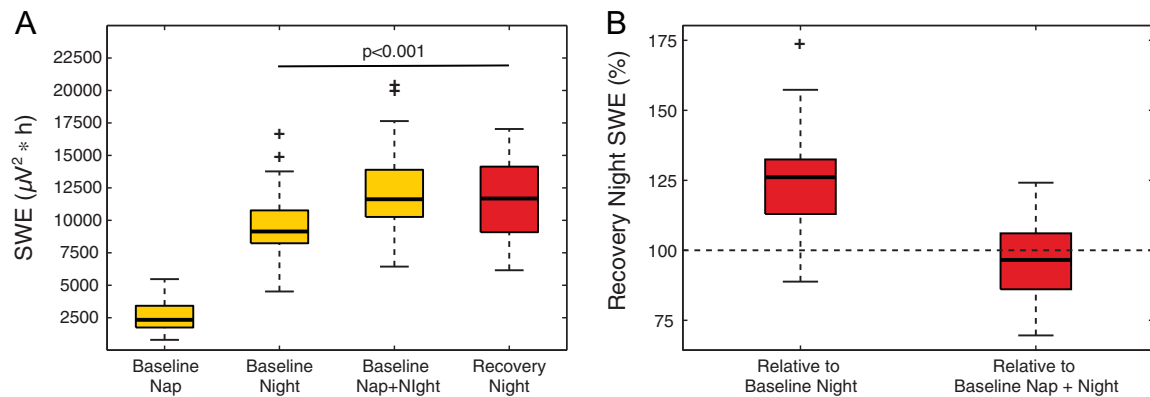 A
SWE (µV² * h)
22500
20000
17500
15000
12500
10000
7500
5000
2500
p<0.001
Baseline
Nap
Baseline
Night
Baseline
Nap+NIght
Recovery
Night
B
Recovery Night SWE (%)
175
150
125
100
75
Relative to
Baseline Night
Relative to
Baseline Nap + Night